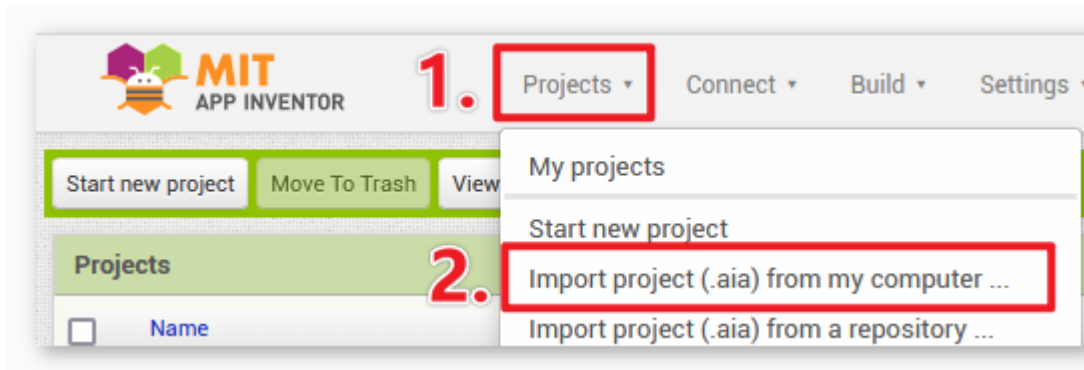 MIT
APP INVENTOR
1.
Projects Connect Build Settings
Start new project Move To Trash View
My projects
Start new project
Projects
2.
Import project (.aia) from my computer ...
Name
Import project (.aia) from a repository ...